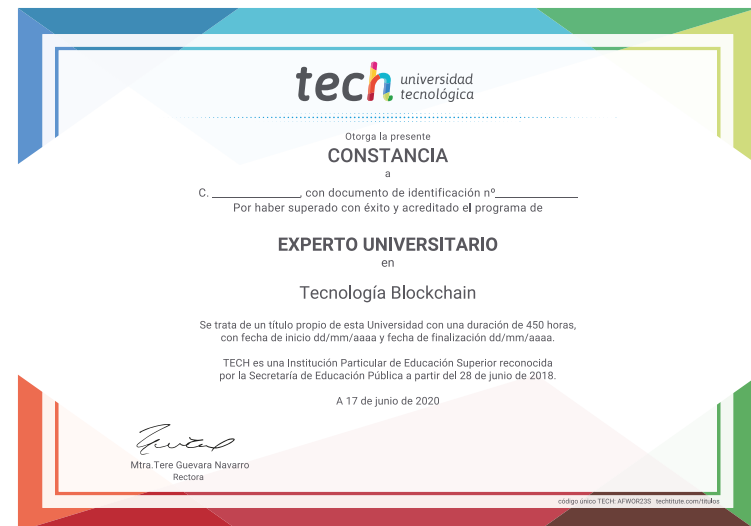 tech universidad
tecnológica
Otorga la presente
CONSTANCIA
a
C. ______________, con documento de identificación nº______________
Por haber superado con éxito y acreditado el programa de
EXPERTO UNIVERSITARIO
en
Tecnología Blockchain
Se trata de un título propio de esta Universidad con una duración de 450 horas,
con fecha de inicio dd/mm/aaaa y fecha de finalización dd/mm/aaaa.
TECH es una Institución Particular de Educación Superior reconocida
por la Secretaría de Educación Pública a partir del 28 de junio de 2018.
A 17 de junio de 2020
Mtra.Tere Guevara Navarro
Rectora
código único TECH: AFWOR23S techtitute.com/titulos